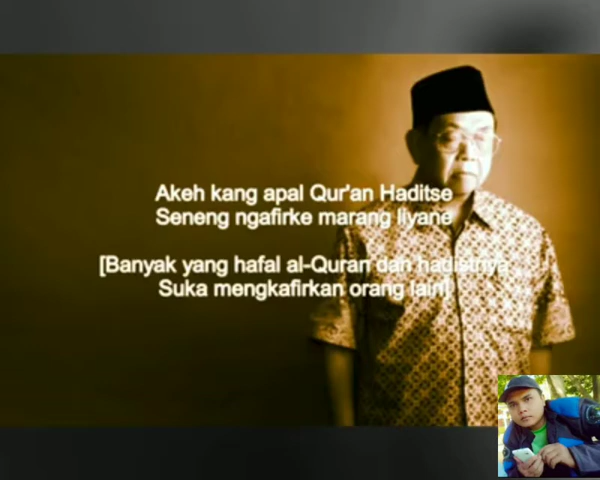 Akeh kang apal Qur'an Haditse
Seneng ngafirke marang liyane
[Banyak yang hafal al-Quran dan hadistnya
Suka mengkafirkan orang lain]